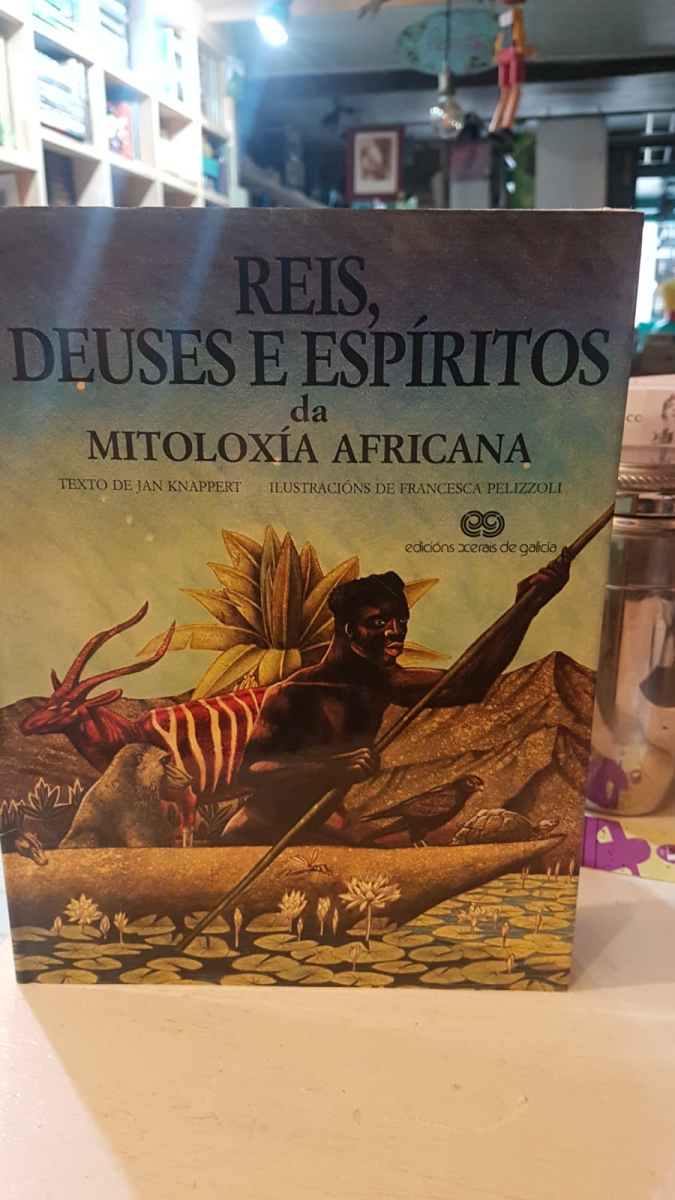 REIS,
DEUSES E ESPÍRITOS
da
MITOLOXÍA AFRICANA
TEXTO DE JAN KNAPPERT ILUSTRACIÓNS DE FRANCESCA PELIZZOLI
edicións xerais de galicia